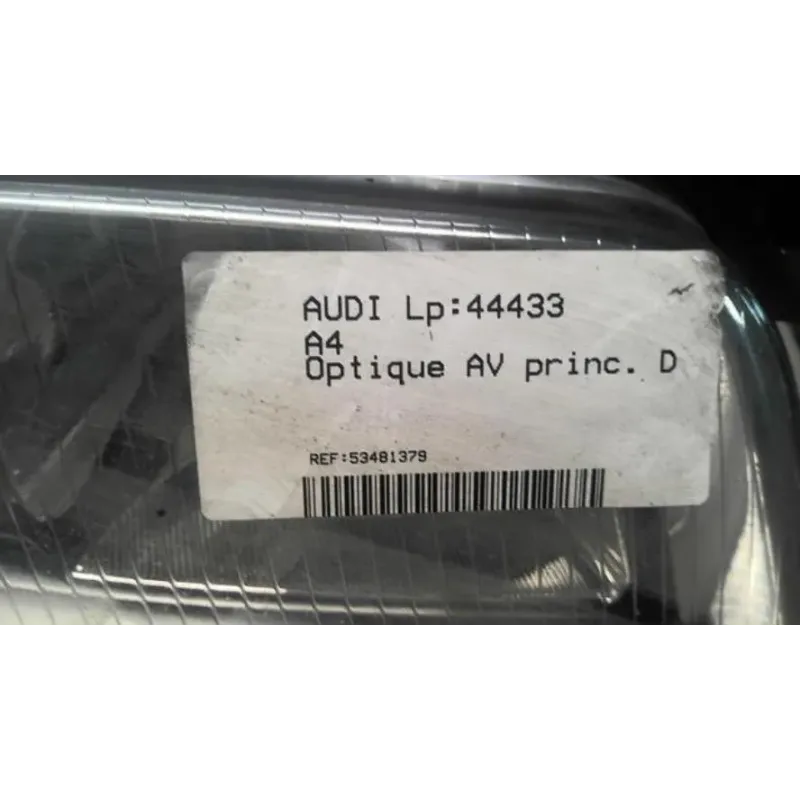 AUDI Lp:44433
A4
Optique AV princ. D
REF:53481379